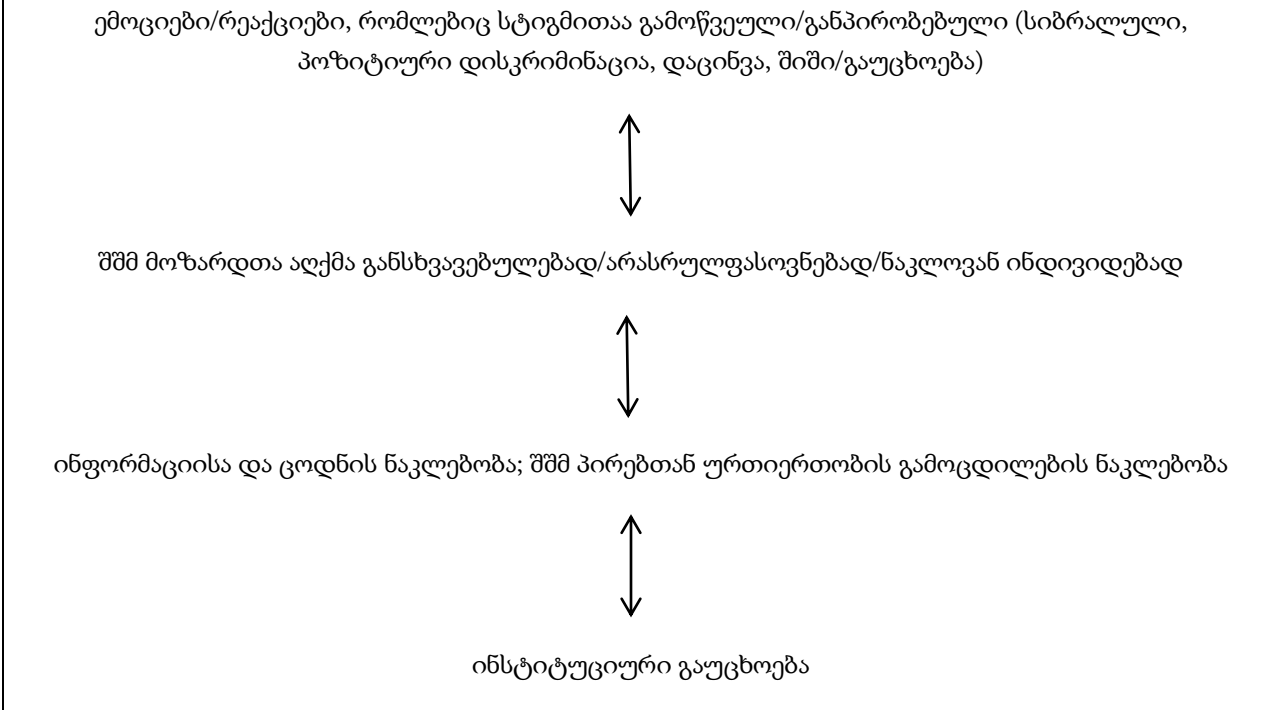 ემოციები/რეაქციები, რომლებიც სტიგმითაა გამოწვეული/განპირობებული (სიბრალული,
პოზიტიური დისკრიმინაცია, დაცინვა, შიში/გაუცხოება)
შშმ მოზარდთა აღქმა განსხვავებულებად/არასრულფასოვნებად/ნაკლოვან ინდივიდებად
ინფორმაციისა და ცოდნის ნაკლებობა; შშმ პირებთან ურთიერთობის გამოცდილების ნაკლებობა
ინსტიტუციური გაუცხოება